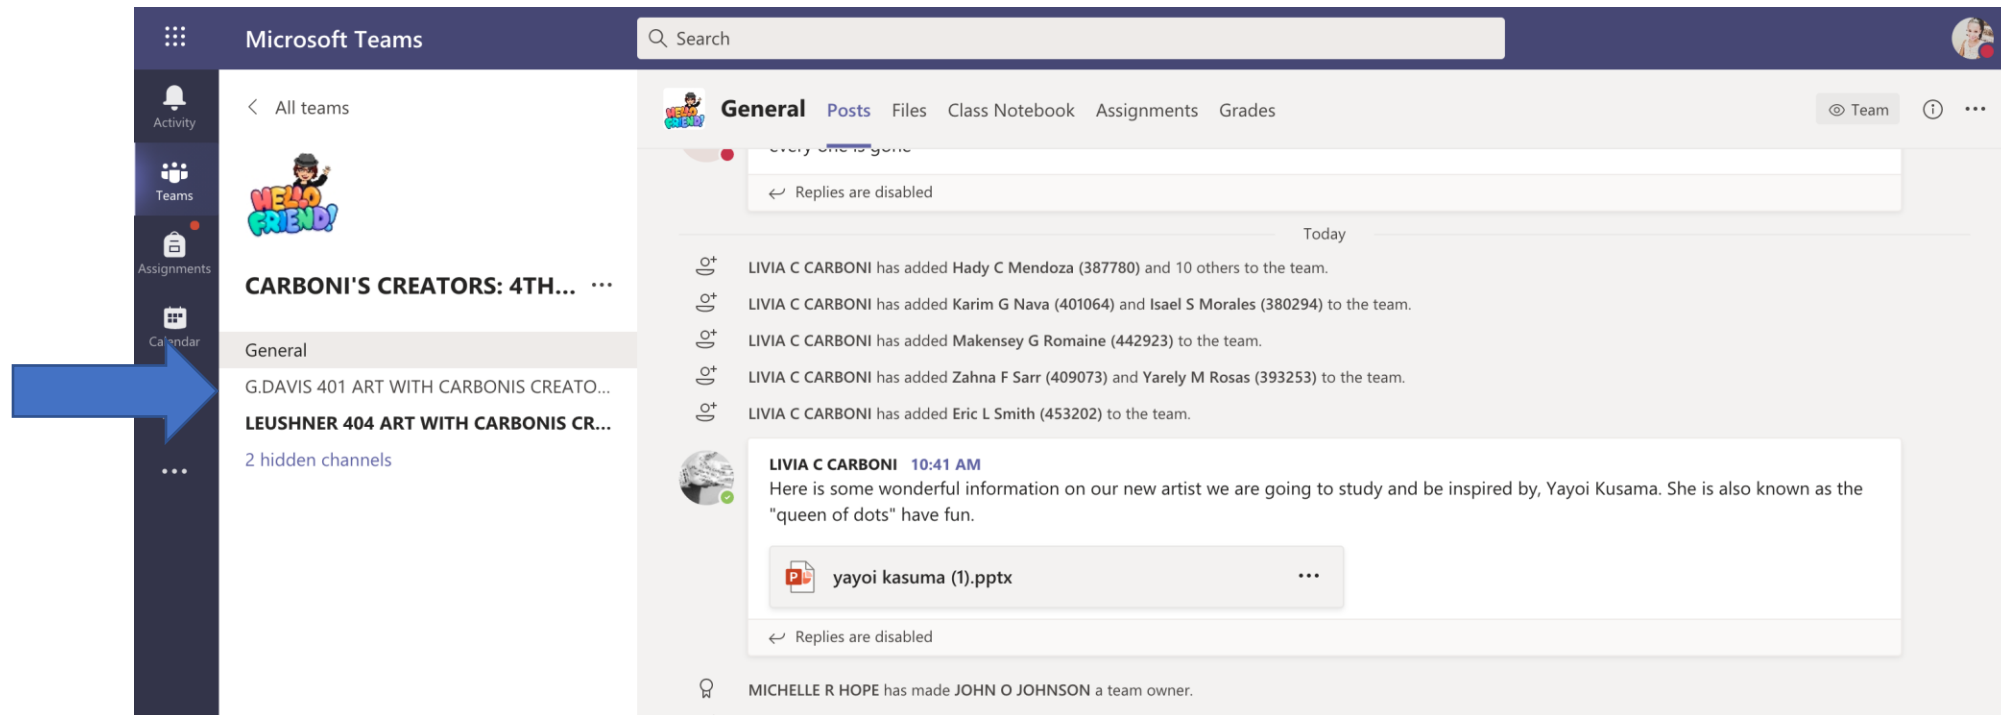 Microsoft Teams
Search
Activity
Teams
Assignments
Calendar
All teams
HELLO
FRIEND!
CARBONI'S CREATORS: 4TH...
General
G.DAVIS 401 ART WITH CARBONIS CREATO...
LEUSHNER 404 ART WITH CARBONIS CR...
2 hidden channels
HELLO
FRIEND!
General Posts Files Class Notebook Assignments Grades
Team
every one is gone
Replies are disabled
Today
LIVIA C CARBONI has added Hady C Mendoza (387780) and 10 others to the team.
LIVIA C CARBONI has added Karim G Nava (401064) and Isael S Morales (380294) to the team.
LIVIA C CARBONI has added Makensey G Romaine (442923) to the team.
LIVIA C CARBONI has added Zahna F Sarr (409073) and Yarely M Rosas (393253) to the team.
LIVIA C CARBONI has added Eric L Smith (453202) to the team.
LIVIA C CARBONI 10:41 AM
Here is some wonderful information on our new artist we are going to study and be inspired by, Yayoi Kusama. She is also known as the
"queen of dots" have fun.
yayoi kasuma (1).pptx
Replies are disabled
MICHELLE R HOPE has made JOHN O JOHNSON a team owner.